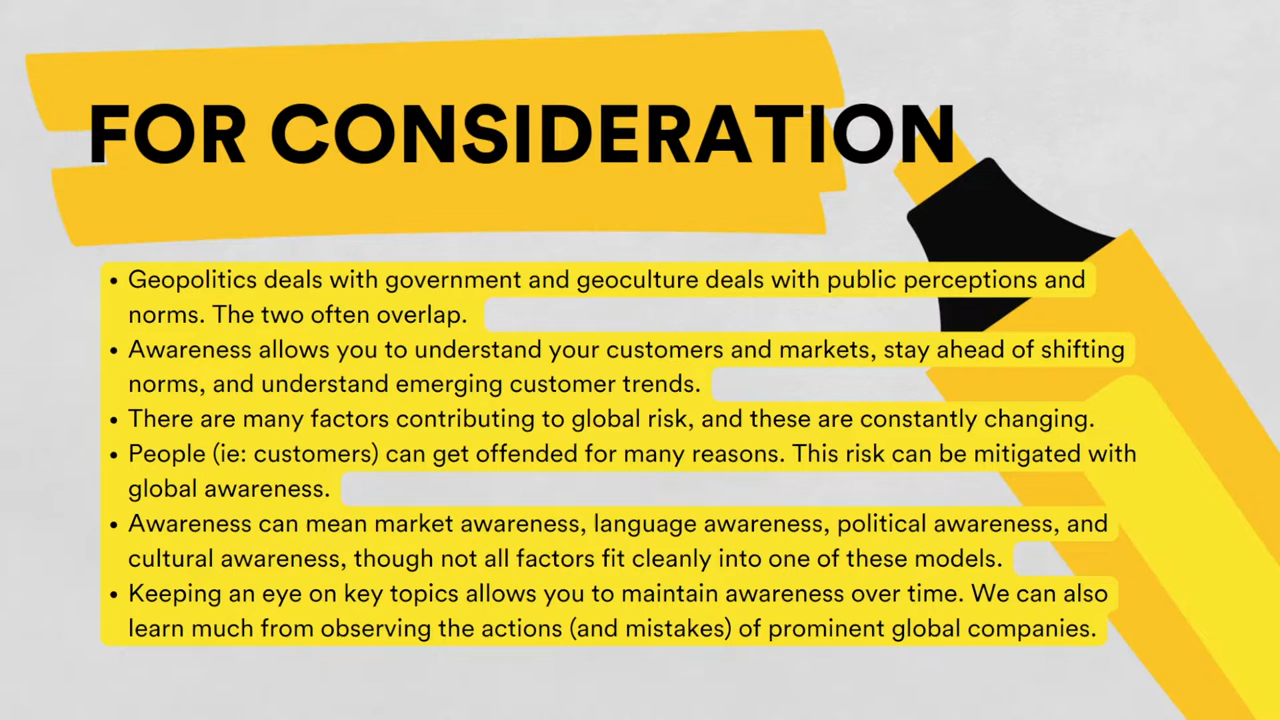 FOR CONSIDERATION
• Geopolitics deals with government and geoculture deals with public perceptions and
norms. The two often overlap.
• Awareness allows you to understand your customers and markets, stay ahead of shifting
norms, and understand emerging customer trends.
• There are many factors contributing to global risk, and these are constantly changing.
• People (ie: customers) can get offended for many reasons. This risk can be mitigated with
global awareness.
• Awareness can mean market awareness, language awareness, political awareness, and
cultural awareness, though not all factors fit cleanly into one of these models.
• Keeping an eye on key topics allows you to maintain awareness over time. We can also
learn much from observing the actions (and mistakes) of prominent global companies.